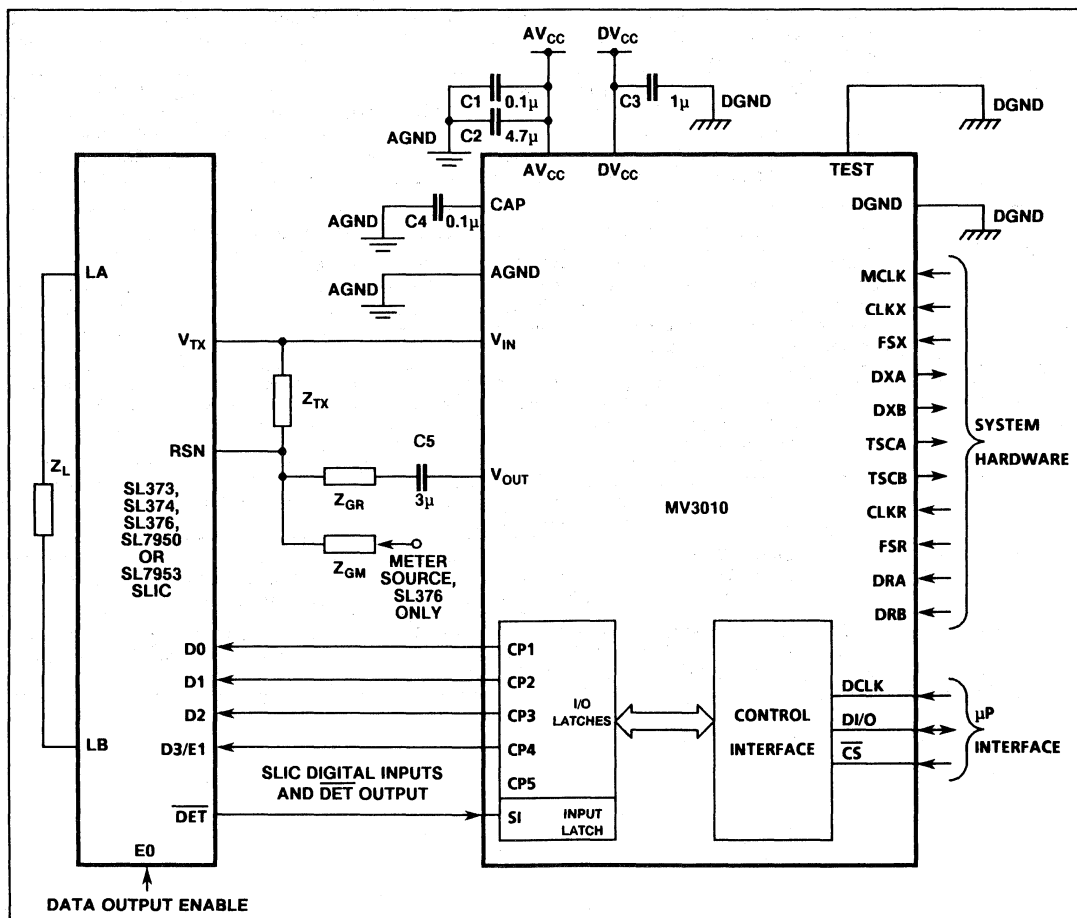 AVCC DVCC
C1 0.1µ
C2 4.7µ
AGND
C3 1µ
DGND
DGND
AVCC DVCC TEST
DGND
DGND
AGND
C4 0.1µ
CAP
AGND
AGND
LA
VTX
VIN
ZTX
RSN
C5
3µ
ZGR
VOUT
ZL
ZGM
METER
SOURCE,
SL376
ONLY
SL373,
SL374,
SL376,
SL7950
OR
SL7953
SLIC
MV3010
MCLK
CLKX
FSX
DXA
DXB
TSCA
TSCB
CLKR
FSR
DRA
DRB
SYSTEM
HARDWARE
D0
D1
D2
D3/E1
LB
DET
E0
DATA OUTPUT ENABLE
SLIC DIGITAL INPUTS
AND DET OUTPUT
CP1
CP2
CP3
CP4
CP5
SI
I/O
LATCHES
INPUT
LATCH
CONTROL
INTERFACE
DCLK
DI/O
CS
µP
INTERFACE